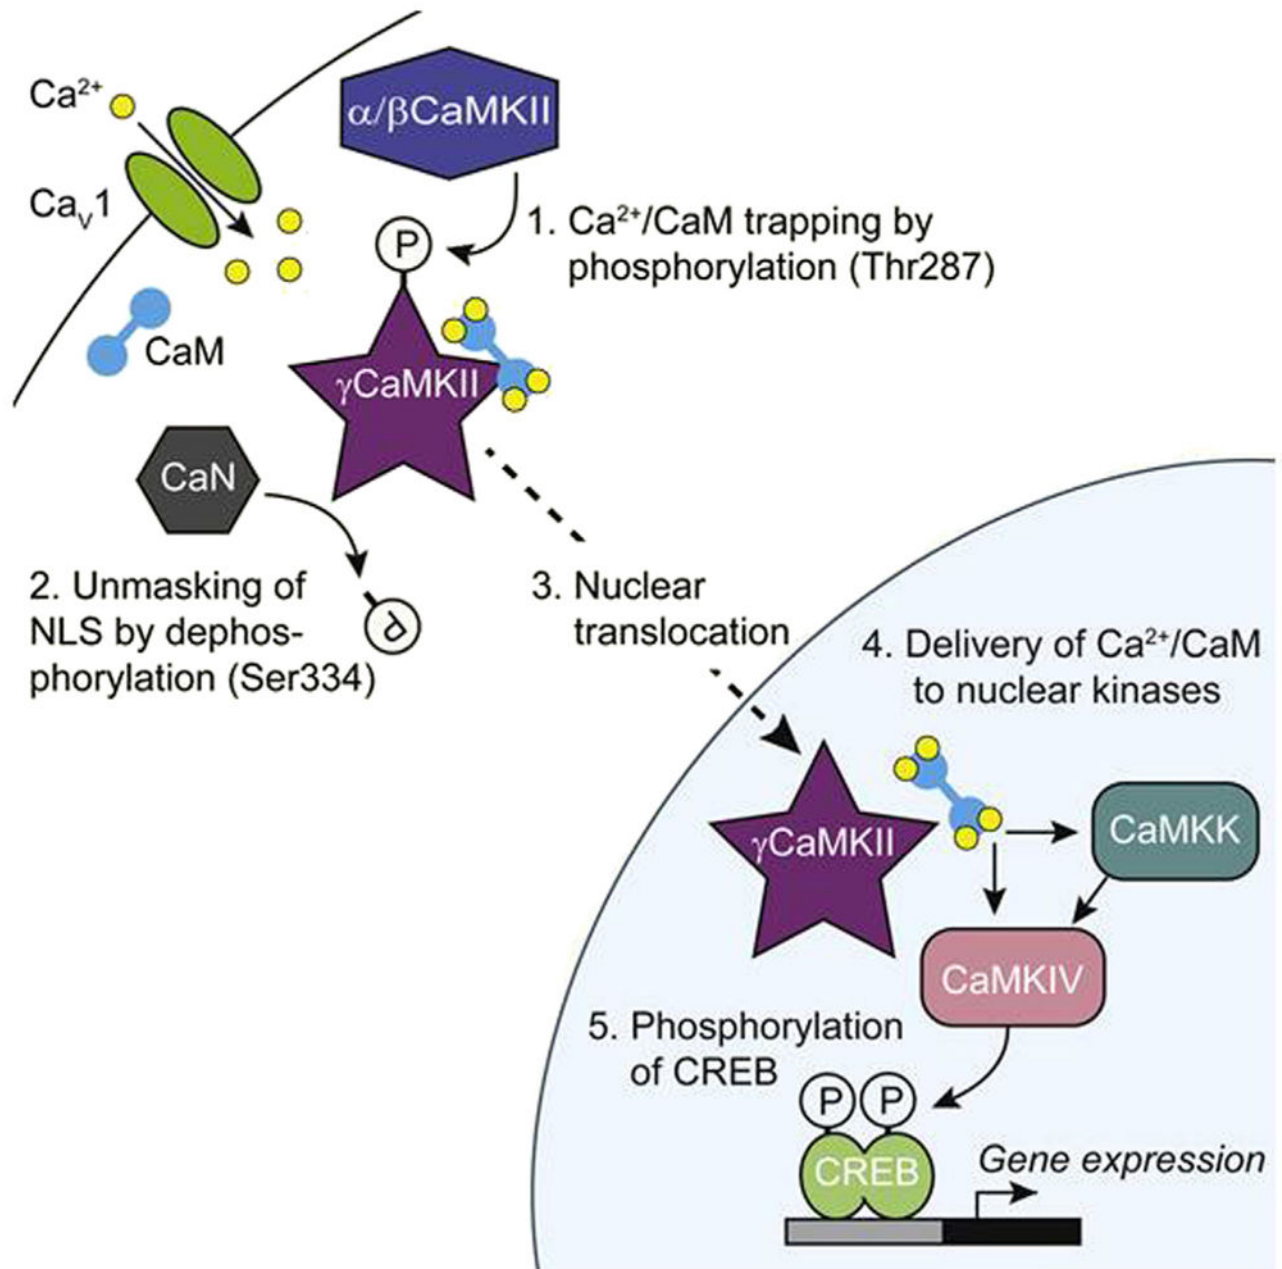 Ca²⁺
α/βCaMKII
Caᵥ1
1. Ca²⁺/CaM trapping by
phosphorylation (Thr287)
P
CaM
γCaMKII
CaN
2. Unmasking of
NLS by dephos-
phorylation (Ser334)
P
3. Nuclear
translocation
4. Delivery of Ca²⁺/CaM
to nuclear kinases
γCaMKII
CaMKK
CaMKIV
5. Phosphorylation
of CREB
P P
CREB
Gene expression